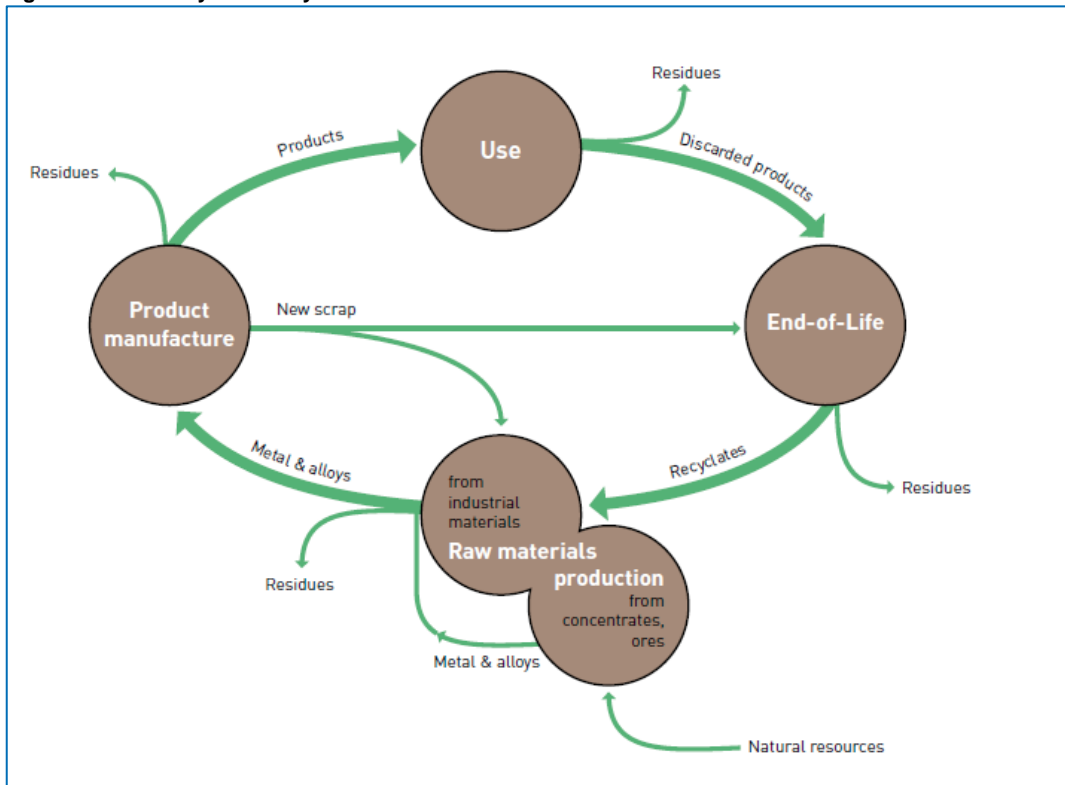 Residues
Use
Products
Discarded products
Residues
Product
manufacture
New scrap
End-of-Life
Metal & alloys
Recyclates
from
industrial
materials
Residues
Raw materials
production
Residues
from
concentrates,
ores
Metal & alloys
Natural resources